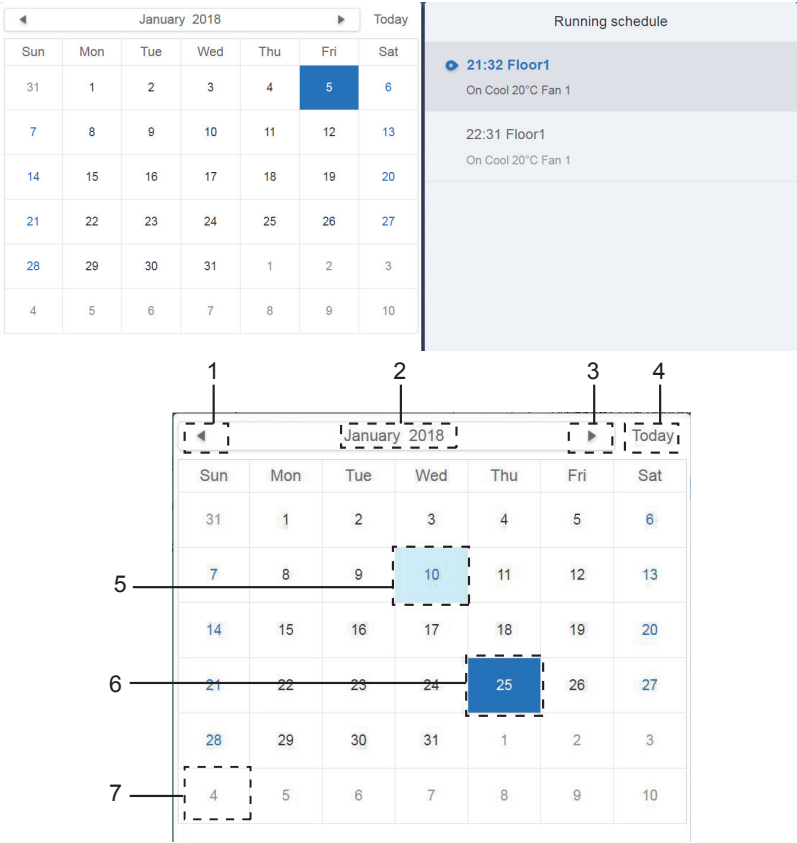 January 2018 Today
Sun Mon Tue Wed Thu Fri Sat
31 1 2 3 4 5 6
7 8 9 10 11 12 13
14 15 16 17 18 19 20
21 22 23 24 25 26 27
28 29 30 31 1 2 3
4 5 6 7 8 9 10
Running schedule
21:32 Floor1
On Cool 20°C Fan 1
22:31 Floor1
On Cool 20°C Fan 1
1 2 3 4
January 2018 Today
Sun Mon Tue Wed Thu Fri Sat
31 1 2 3 4 5 6
5 7 8 9 10 11 12 13
14 15 16 17 18 19 20
6 21 22 23 24 25 26 27
28 29 30 31 1 2 3
7 4 5 6 7 8 9 10